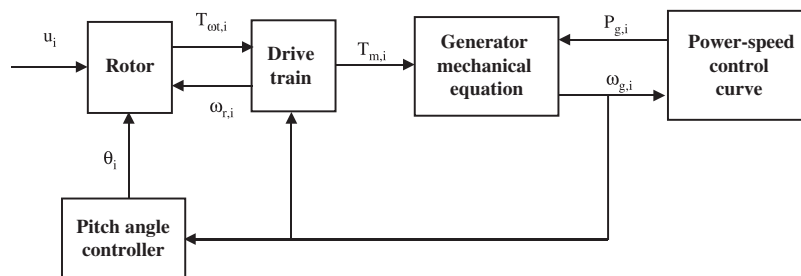 u_i
Rotor
T_ωt,i
ω_r,i
Drive
train
T_m,i
Generator
mechanical
equation
P_g,i
ω_g,i
Power-speed
control
curve
θ_i
Pitch angle
controller